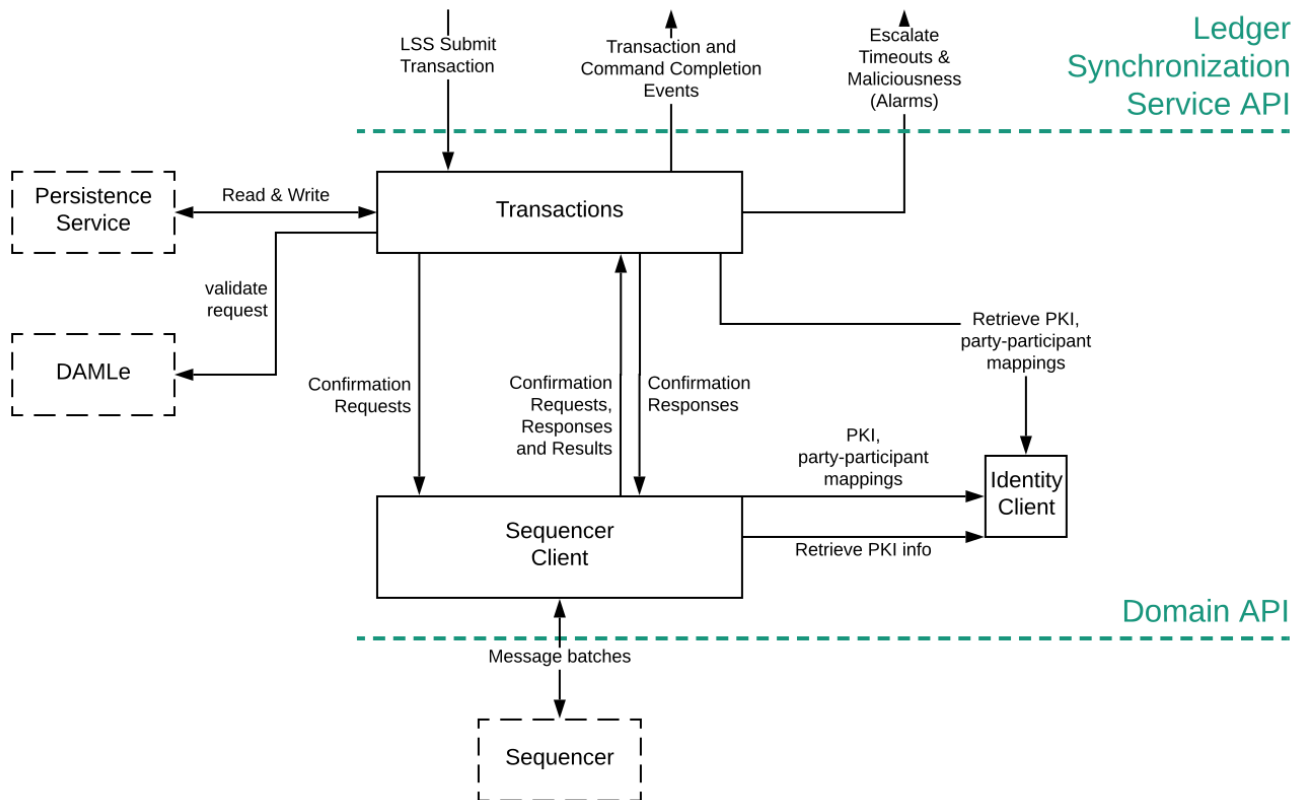 LSS Submit
Transaction
Transaction and
Command Completion
Events
Escalate
Timeouts &
Maliciousness
(Alarms)
Ledger
Synchronization
Service API
Persistence
Service
Read & Write
Transactions
validate
request
DAMLe
Confirmation
Requests
Confirmation
Requests,
Responses
and Results
Confirmation
Responses
Retrieve PKI,
party-participant
mappings
PKI,
party-participant
mappings
Identity
Client
Sequencer
Client
Retrieve PKI info
Domain API
Message batches
Sequencer